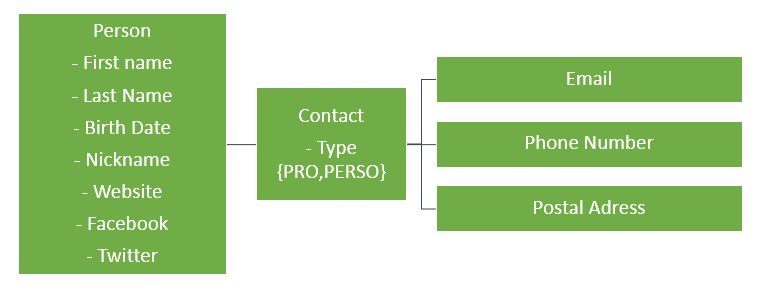 Person
- First name
- Last Name
- Birth Date
- Nickname
- Website
- Facebook
- Twitter
Contact
- Type
{PRO,PERSO}
Email
Phone Number
Postal Adress